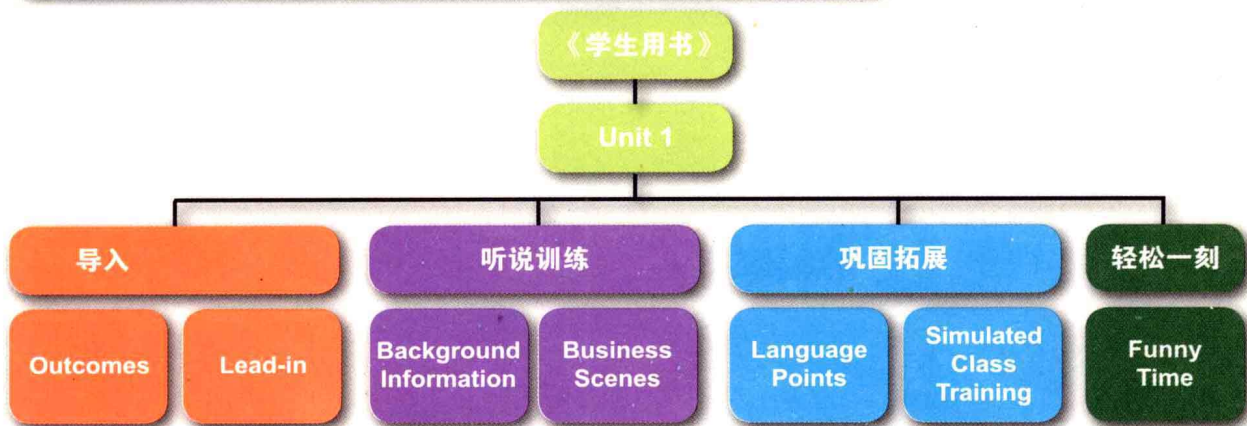 《学生用书》
Unit 1
导入
听说训练
巩固拓展
轻松一刻
Outcomes
Lead-in
Background
Information
Business
Scenes
Language
Points
Simulated
Class
Training
Funny
Time